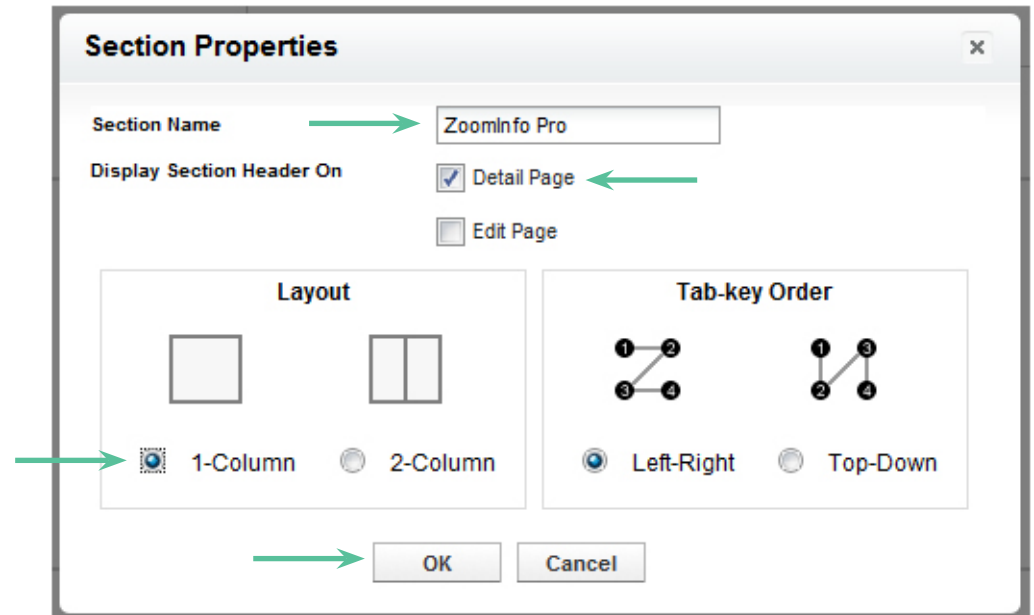 Section Properties
Section Name
ZoomInfo Pro
Display Section Header On
Detail Page
Edit Page
Layout
Tab-key Order
1 2
3 4
1 3
2 4
1-Column
2-Column
Left-Right
Top-Down
OK
Cancel